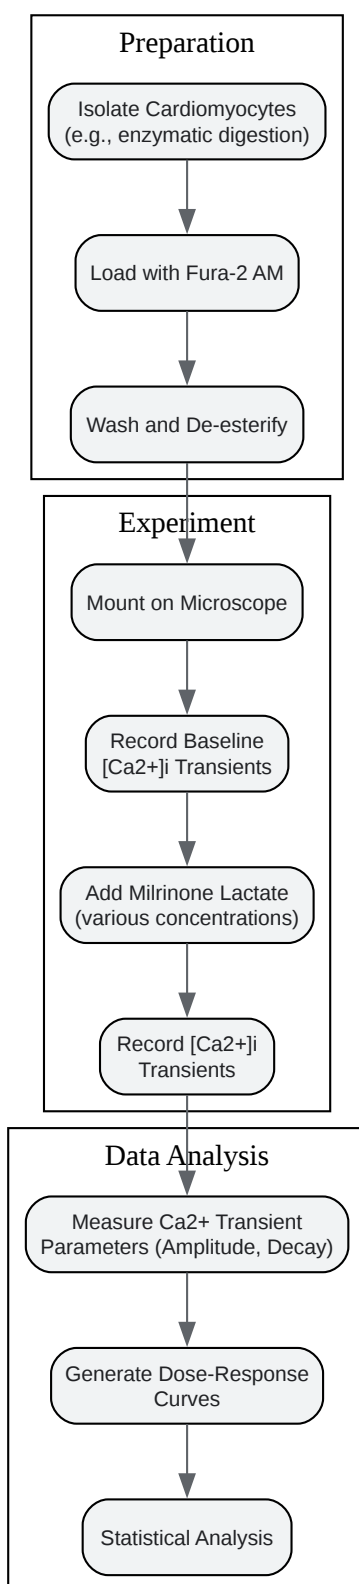 Preparation
Isolate Cardiomyocytes
(e.g., enzymatic digestion)
Load with Fura-2 AM
Wash and De-esterify
Experiment
Mount on Microscope
Record Baseline
[Ca2+]i Transients
Add Milrinone Lactate
(various concentrations)
Record [Ca2+]i
Transients
Data Analysis
Measure Ca2+ Transient
Parameters (Amplitude, Decay)
Generate Dose-Response
Curves
Statistical Analysis